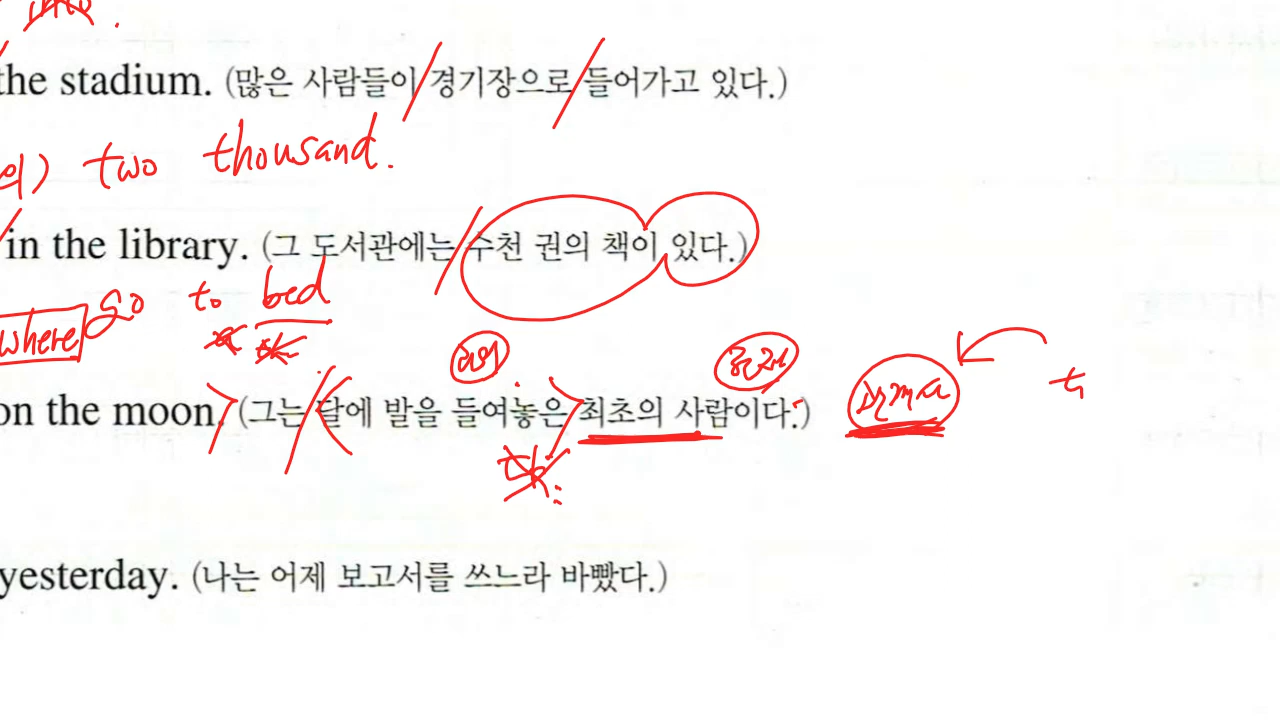 the stadium. (많은 사람들이 경기장으로 들어가고 있다.)
의) two thousand.
in the library. (그 도서관에는 수천 권의 책이 있다.)
where go to bed
on the moon. (그는 달에 발을 들여놓은 최초의 사람이다.)
yesterday. (나는 어제 보고서를 쓰느라 바빴다.)